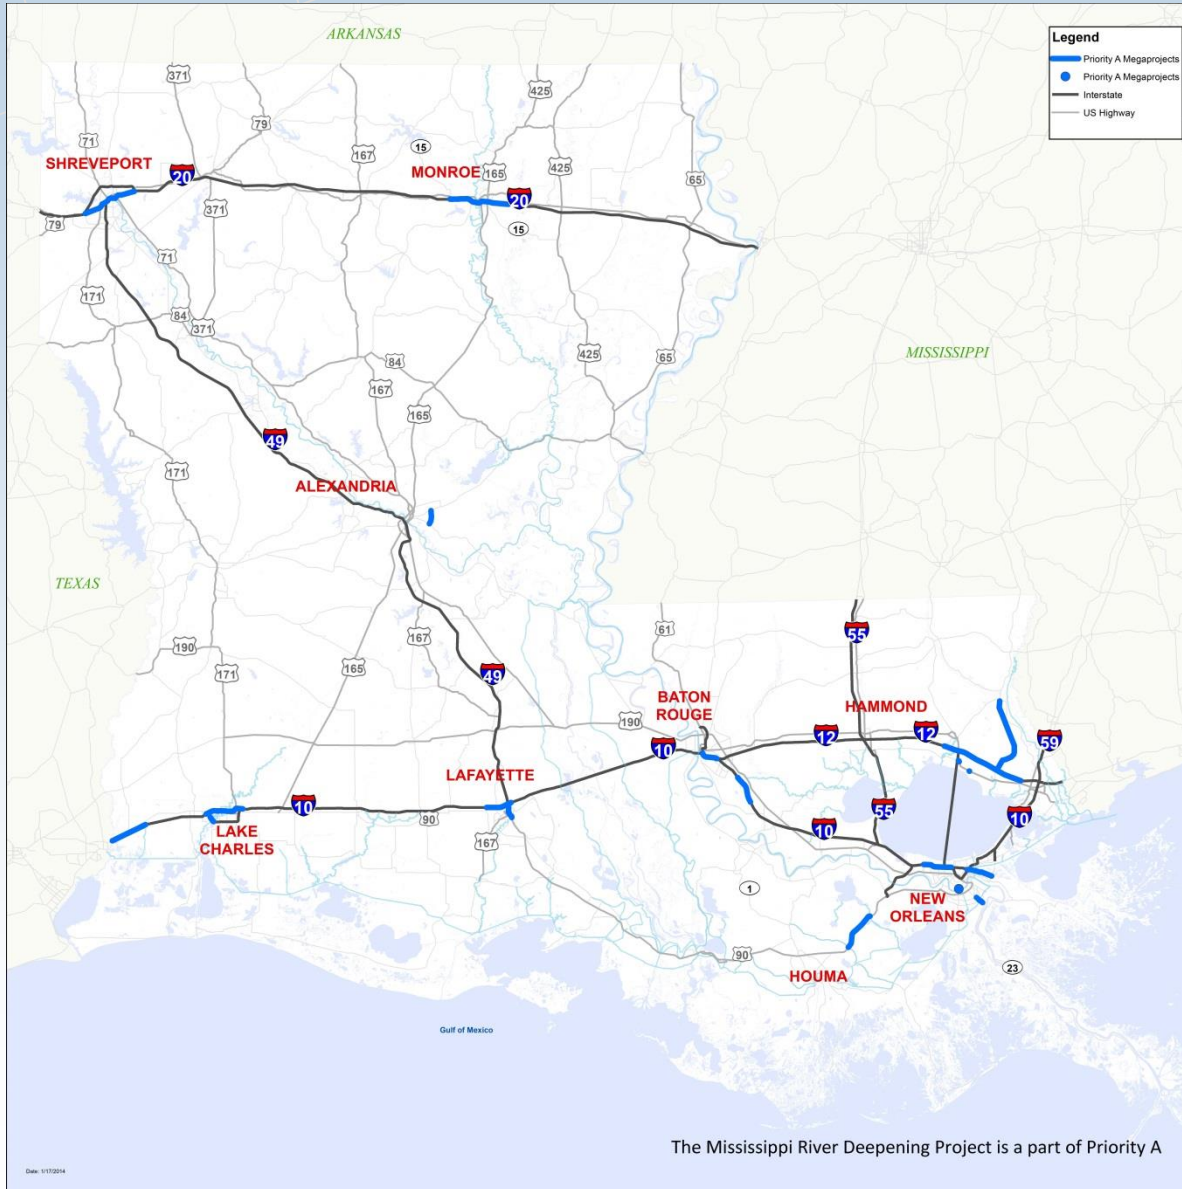 ARKANSAS
Legend
Priority A Megaprojects
Priority A Megaprojects
Interstate
US Highway
371
425
79
71
15
167
SHREVEPORT
MONROE
165
425
20
65
20
371
79
15
71
171
84
371
425
65
84
MISSISSIPPI
167
165
49
171
ALEXANDRIA
TEXAS
61
55
167
190
165
171
49
BATON
ROUGE
HAMMOND
190
12
12
59
10
LAFAYETTE
10
55
10
90
10
LAKE
CHARLES
167
1
NEW
ORLEANS
90
HOUMA
23
Gulf of Mexico
The Mississippi River Deepening Project is a part of Priority A
Date: 1/17/2014